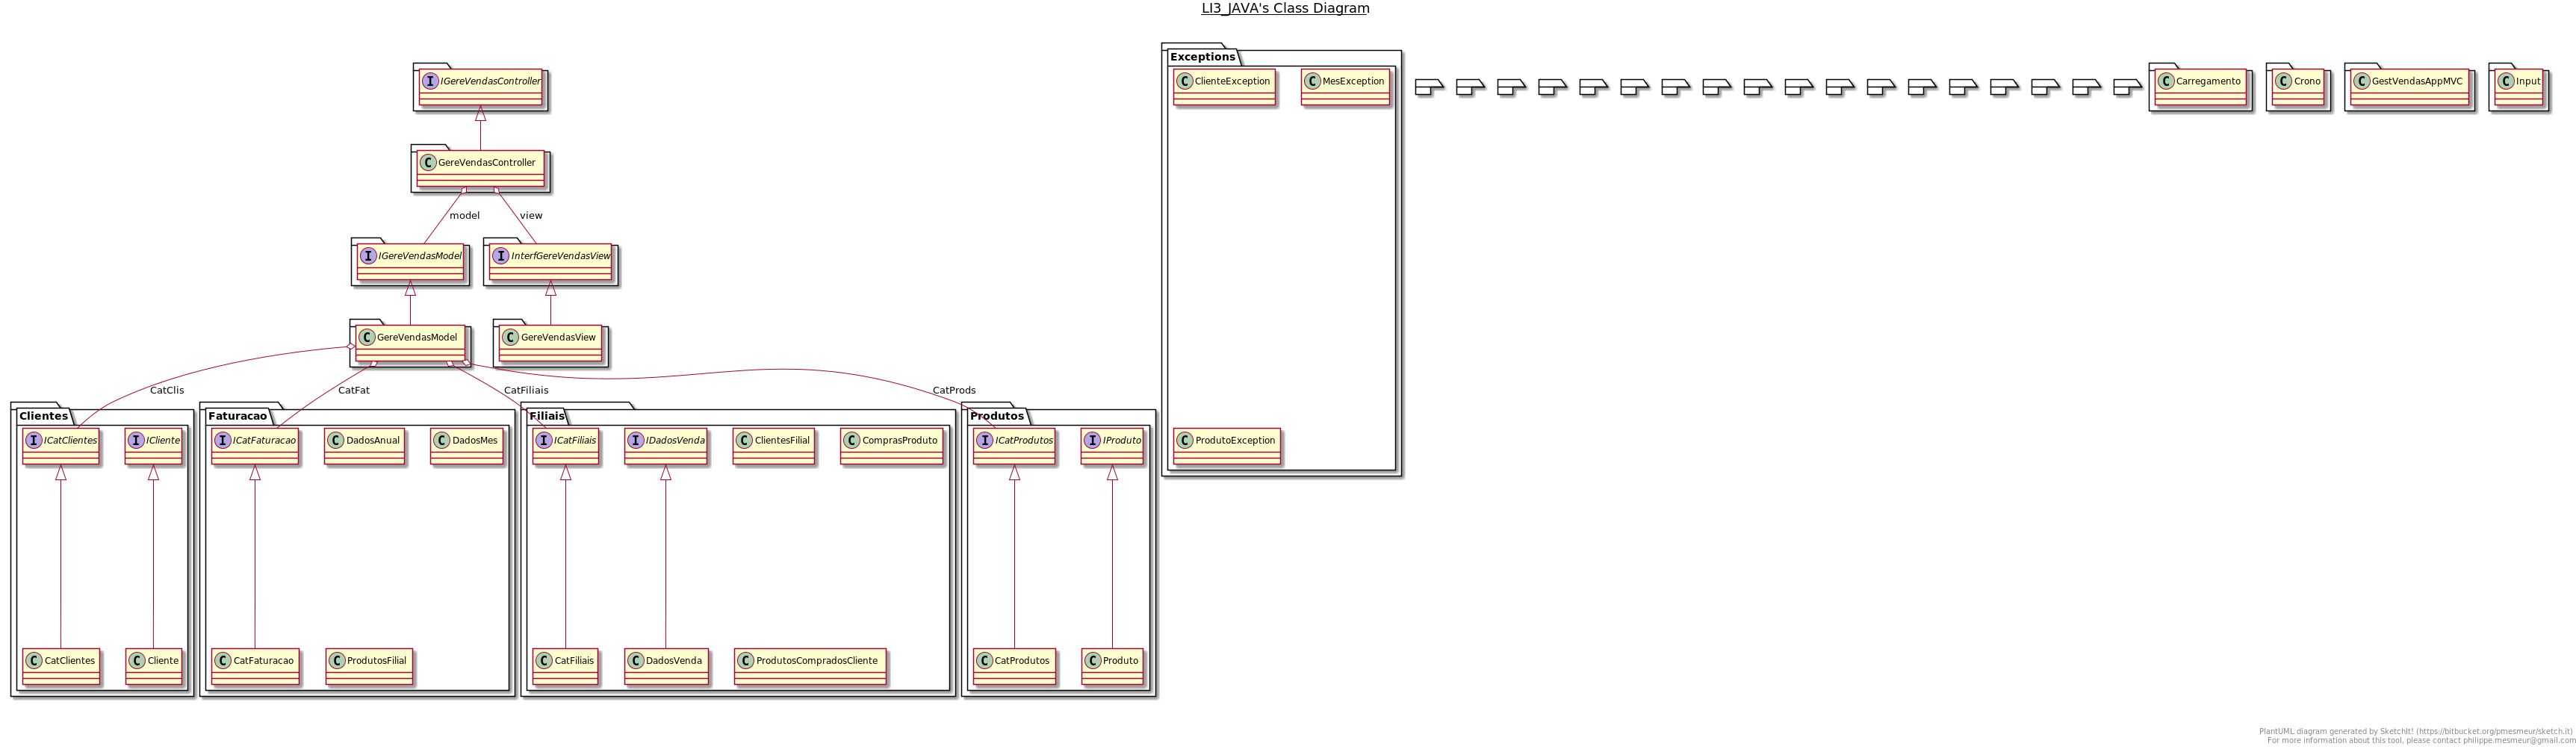 LI3_JAVA's Class Diagram
Exceptions
I IGereVendasController
C ClienteException
C MesException
C Carregamento
C Crono
C GestVendasAppMVC
C Input
C GereVendasController
model
view
I IGereVendasModel
I InterfGereVendasView
C GereVendasModel
C GereVendasView
CatClis
CatFat
CatFiliais
CatProds
Clientes
Faturacao
Filiais
Produtos
I ICatClientes
I ICliente
I ICatFaturacao
C DadosAnual
C DadosMes
I ICatFiliais
I IDadosVenda
C ClientesFilial
C ComprasProduto
I ICatProdutos
I IProduto
C ProdutoException
C CatClientes
C Cliente
C CatFaturacao
C ProdutosFilial
C CatFiliais
C DadosVenda
C ProdutosCompradosCliente
C CatProdutos
C Produto
PlantUML diagram generated by SketchIt! (https://bitbucket.org/pmesmeur/sketch.it)
For more information about this tool, please contact philippe.mesmeur@gmail.com